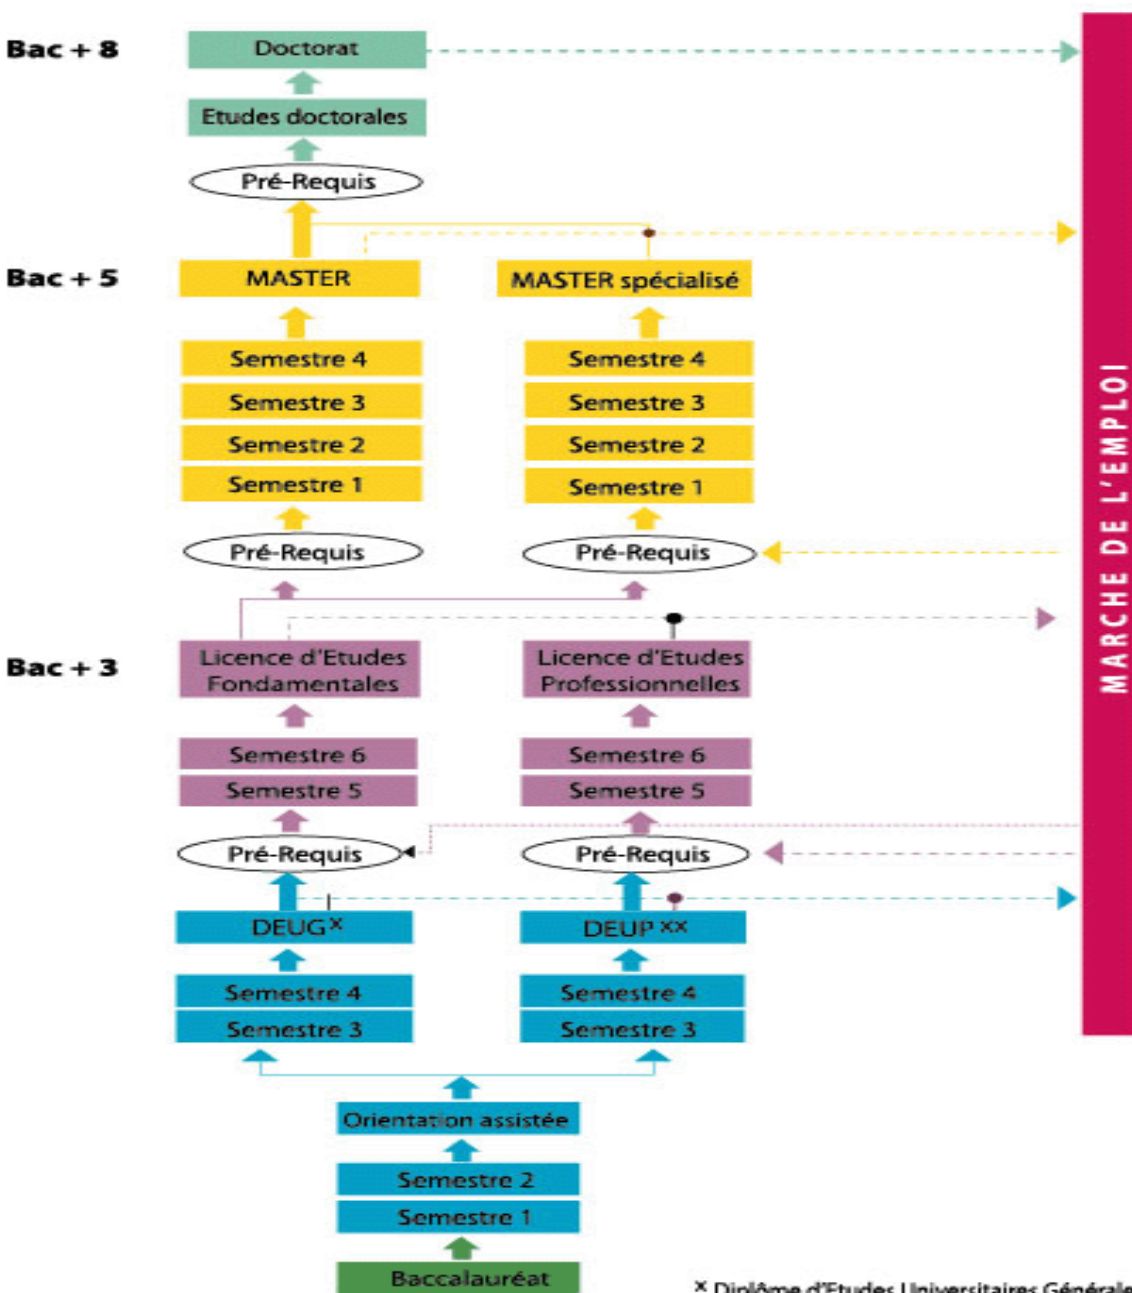 Bac + 8
Doctorat
Etudes doctorales
Pré-Requis
Bac + 5
MASTER
MASTER spécialisé
Semestre 4
Semestre 4
Semestre 3
Semestre 3
Semestre 2
Semestre 2
Semestre 1
Semestre 1
Pré-Requis
Pré-Requis
Bac + 3
Licence d'Etudes
Fondamentales
Licence d'Etudes
Professionnelles
Semestre 6
Semestre 6
Semestre 5
Semestre 5
Pré-Requis
Pré-Requis
DEUG x
DEUP xx
Semestre 4
Semestre 4
Semestre 3
Semestre 3
Orientation assistée
Semestre 2
Semestre 1
Baccalauréat
MARCHE DE L'EMPLOI
x Diplôme d'Etudes Universitaires Générale